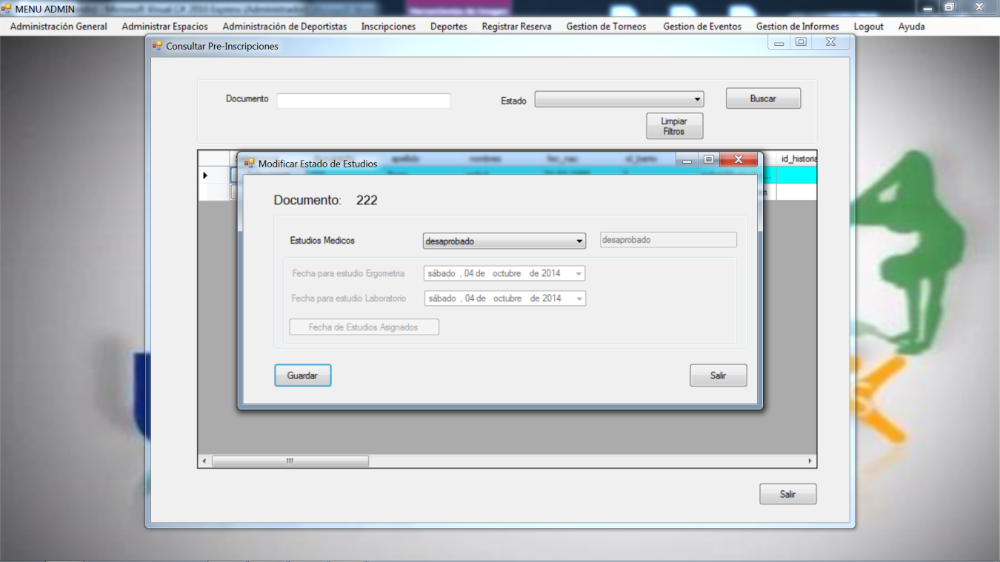 MENU ADMIN
Administración General Administrar Espacios Administración de Deportistas Inscripciones Deportes Registrar Reserva Gestion de Torneos Gestion de Eventos Gestion de Informes Logout Ayuda
Consultar Pre-Inscripciones
Documento Estado Buscar
Limpiar
Filtros
apellido nombres fec_nac id_barrio id_historia
Modificar Estado de Estudios
Documento: 222
Estudios Medicos desaprobado desaprobado
Fecha para estudio Ergometria sábado , 04 de octubre de 2014
Fecha para estudio Laboratorio sábado , 04 de octubre de 2014
Fecha de Estudios Asignados
Guardar Salir
Salir